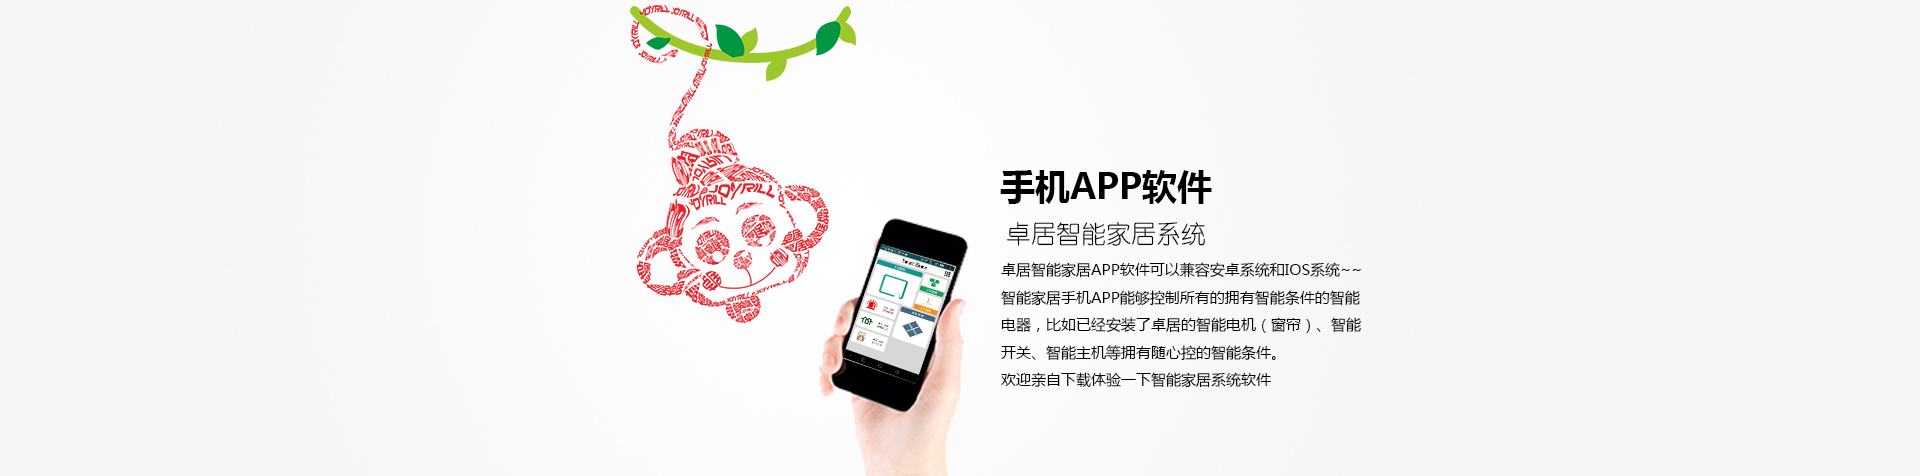 JOYRILL JOYRILL
JOYRILL
JOYRILL
手机APP软件
卓居智能家居系统
卓居智能家居APP软件可以兼容安卓系统和IOS系统~~
智能家居手机APP能够控制所有的拥有智能条件的智能
电器，比如已经安装了卓居的智能电机（窗帘）、智能
开关、智能主机等拥有随心控的智能条件。
欢迎亲自下载体验一下智能家居系统软件